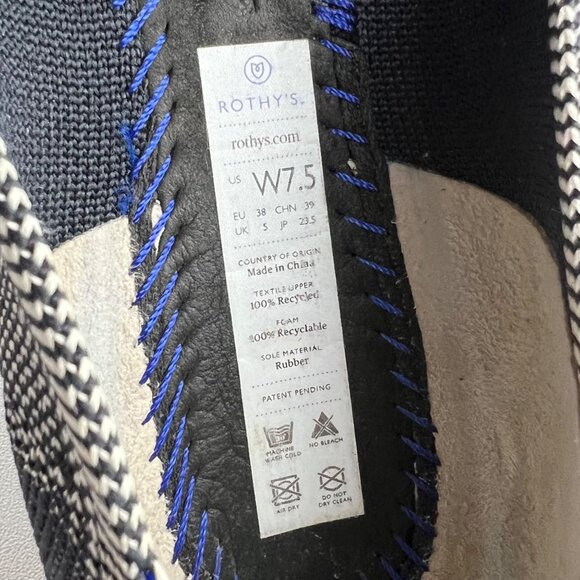 ROTHY'S
rothys.com
US W7.5
EU 38 CHN 39
UK 5 JP 23.5
COUNTRY OF ORIGIN
Made in China
TEXTILE UPPER
100% Recycled
FOAM
100% Recyclable
SOLE MATERIAL
Rubber
PATENT PENDING
MACHINE WASH COLD
NO BLEACH
AIR DRY
DO NOT DRY CLEAN